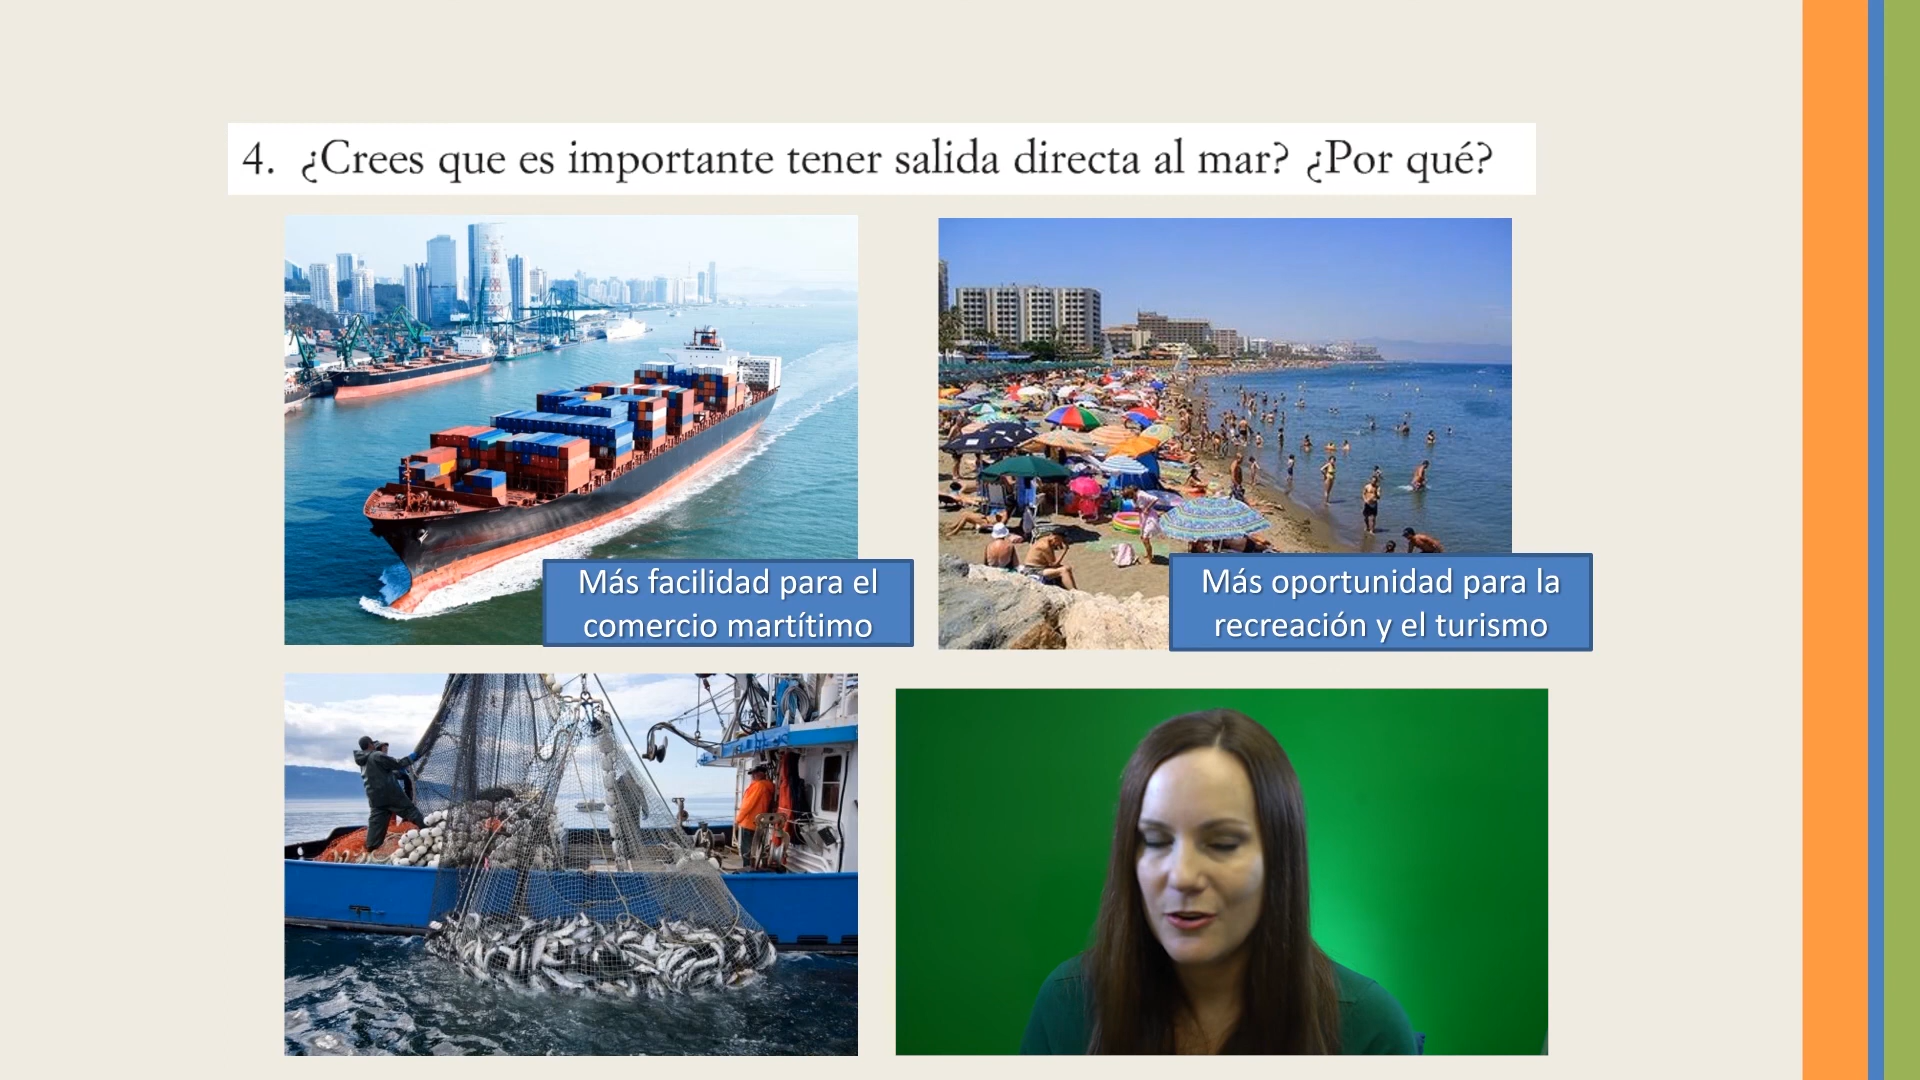 4. ¿Crees que es importante tener salida directa al mar? ¿Por qué?
Más facilidad para el
comercio martítimo
Más oportunidad para la
recreación y el turismo